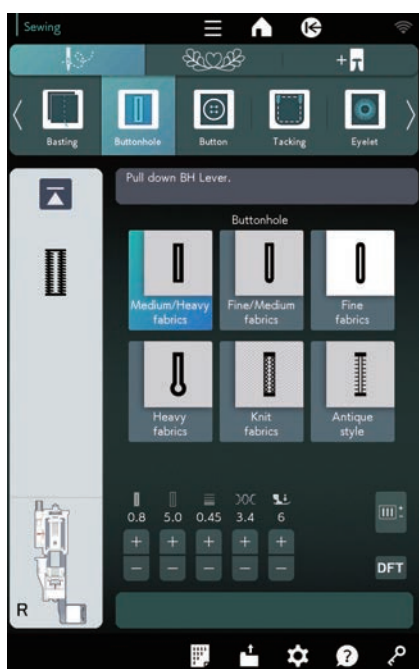 Sewing
Basting
Buttonhole
Button
Tacking
Eyelet
Pull down BH Lever.
Buttonhole
Medium/Heavy
fabrics
Fine/Medium
fabrics
Fine
fabrics
Heavy
fabrics
Knit
fabrics
Antique
style
0.8 5.0 0.45 3.4 6
+ + + + +
− − − − −
DFT
R